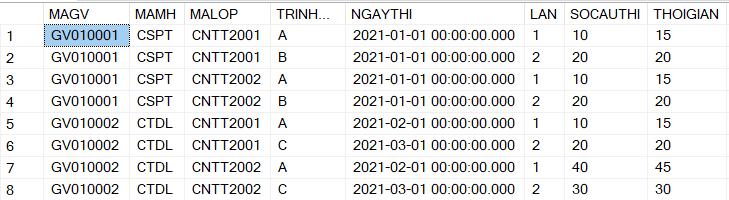 MAGV MAMH MALOP TRINH... NGAYTHI LAN SOCAUTHI THOIGIAN
1 GV010001 CSPT CNTT2001 A 2021-01-01 00:00:00.000 1 10 15
2 GV010001 CSPT CNTT2001 B 2021-01-01 00:00:00.000 2 20 20
3 GV010001 CSPT CNTT2002 A 2021-01-01 00:00:00.000 1 10 15
4 GV010001 CSPT CNTT2002 B 2021-01-01 00:00:00.000 2 20 20
5 GV010002 CTDL CNTT2001 A 2021-02-01 00:00:00.000 1 10 15
6 GV010002 CTDL CNTT2001 C 2021-03-01 00:00:00.000 2 20 20
7 GV010002 CTDL CNTT2002 A 2021-02-01 00:00:00.000 1 40 45
8 GV010002 CTDL CNTT2002 C 2021-03-01 00:00:00.000 2 30 30